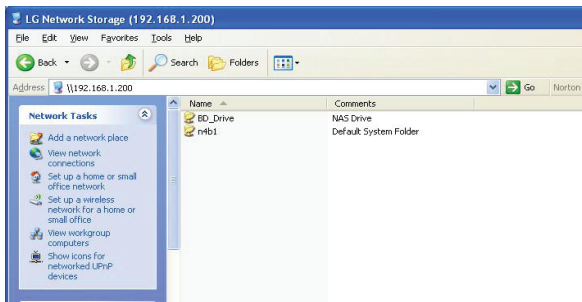 LG Network Storage (192.168.1.200)
File Edit View Favorites Tools Help
Back Search Folders
Address \\192.168.1.200 Go Norton
Name Comments
BD_Drive NAS Drive
n4b1 Default System Folder
Network Tasks
Add a network place
View network
connections
Set up a home or small
office network
Set up a wireless
network for a home or
small office
View workgroup
computers
Show icons for
networked UPnP
devices